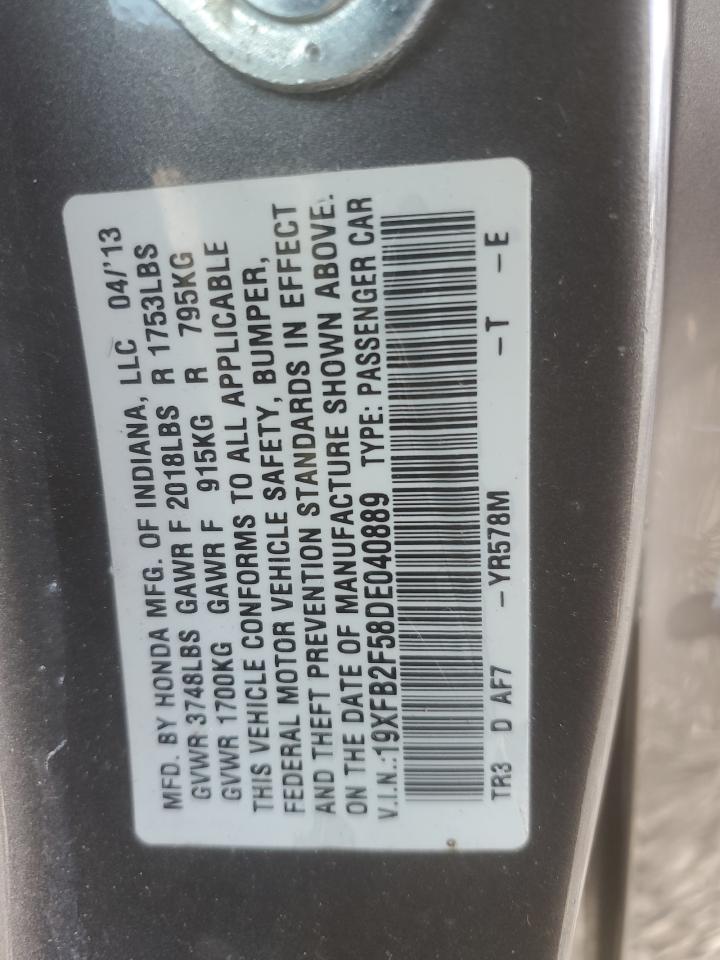 MFD. BY HONDA MFG. OF INDIANA, LLC 04/'13
GVWR 3748LBS GAWR F 2018LBS R 1753LBS
GVWR 1700KG GAWR F 915KG R 795KG
THIS VEHICLE CONFORMS TO ALL APPLICABLE
FEDERAL MOTOR VEHICLE SAFETY, BUMPER,
AND THEFT PREVENTION STANDARDS IN EFFECT
ON THE DATE OF MANUFACTURE SHOWN ABOVE.
V.I.N.:19XFB2F58DE040889 TYPE: PASSENGER CAR
TR3 D AF7 -YR578M -T -E